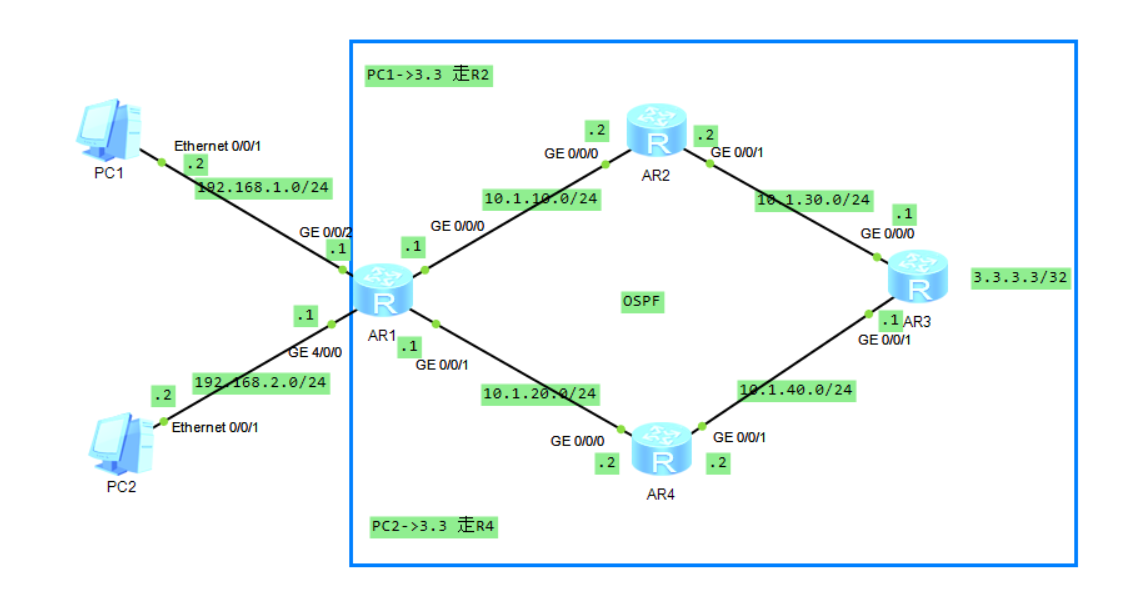 PC1->3.3 走R2
.2
.2
GE 0/0/1
GE 0/0/0
AR2
Ethernet 0/0/1
.2
PC1
192.168.1.0/24
10.1.10.0/24
10.1.30.0/24
.1
GE 0/0/2
GE 0/0/0
GE 0/0/0
.1
.1
R
R
R
R
3.3.3.3/32
OSPF
.1
AR1
.1
AR3
GE 4/0/0
.1
GE 0/0/1
GE 0/0/1
192.168.2.0/24
.2
10.1.20.0/24
10.1.40.0/24
Ethernet 0/0/1
GE 0/0/0
GE 0/0/1
.2
.2
PC2
AR4
PC2->3.3 走R4